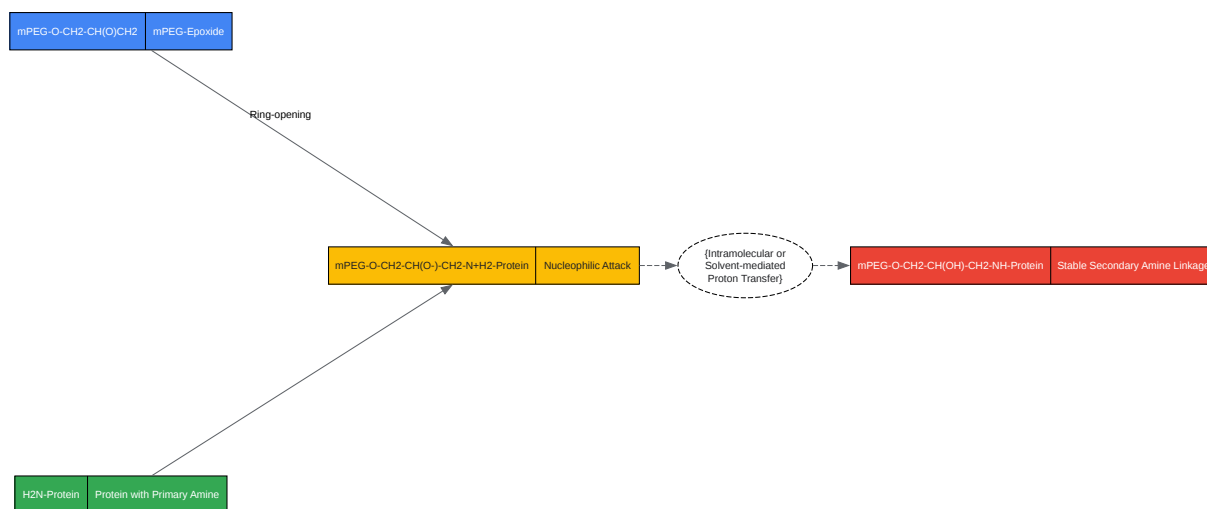 mPEG-O-CH2-CH(O)CH2
mPEG-Epoxide
Ring-opening
mPEG-O-CH2-CH(O-)-CH2-N+H2-Protein
Nucleophilic Attack
{Intramolecular or
Solvent-mediated
Proton Transfer}
mPEG-O-CH2-CH(OH)-CH2-NH-Protein
Stable Secondary Amine Linkage
H2N-Protein
Protein with Primary Amine